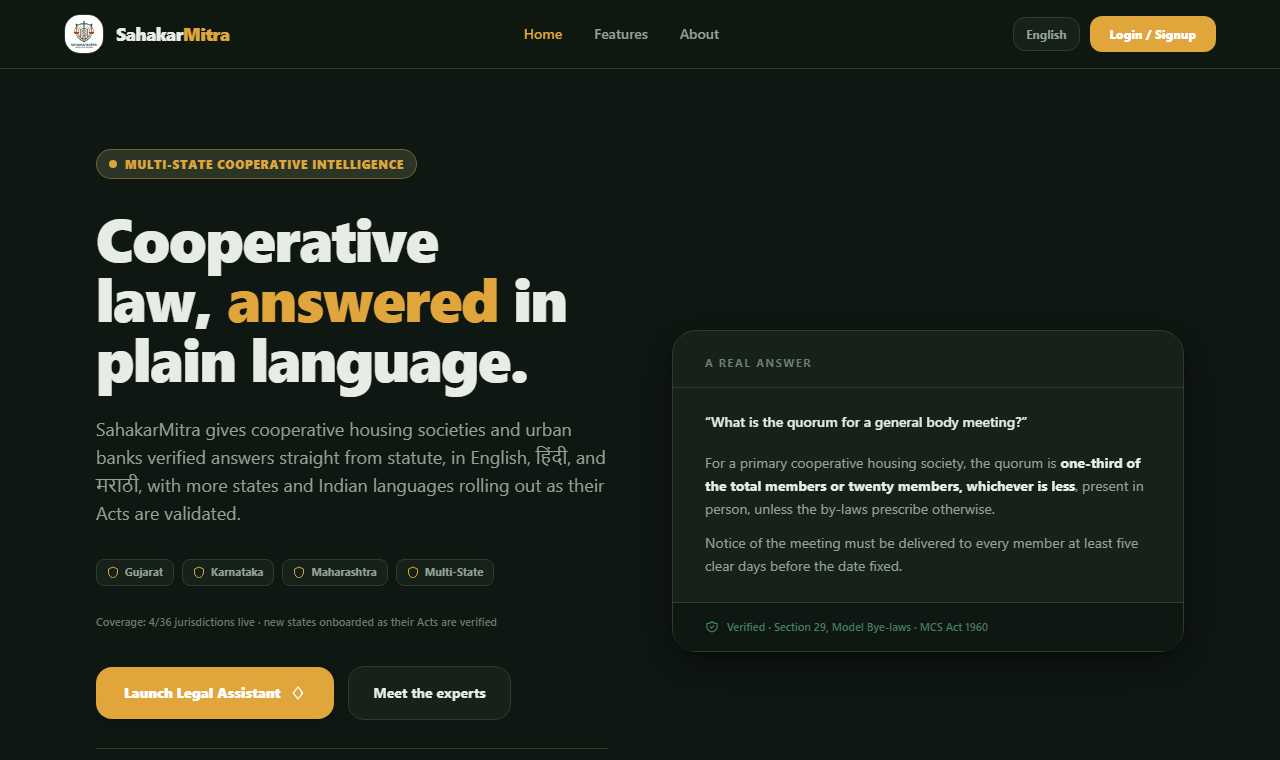 SahakarMitra
Home
Features
About
English
Login / Signup
MULTI-STATE COOPERATIVE INTELLIGENCE
Cooperative
law, answered in
plain language.
SahakarMitra gives cooperative housing societies and urban
banks verified answers straight from statute, in English, हिंदी, and
मराठी, with more states and Indian languages rolling out as their
Acts are validated.
Gujarat
Karnataka
Maharashtra
Multi-State
Coverage: 4/36 jurisdictions live · new states onboarded as their Acts are verified
Launch Legal Assistant
Meet the experts
A REAL ANSWER
“What is the quorum for a general body meeting?”
For a primary cooperative housing society, the quorum is one-third of
the total members or twenty members, whichever is less, present in
person, unless the by-laws prescribe otherwise.
Notice of the meeting must be delivered to every member at least five
clear days before the date fixed.
Verified · Section 29, Model Bye-laws · MCS Act 1960